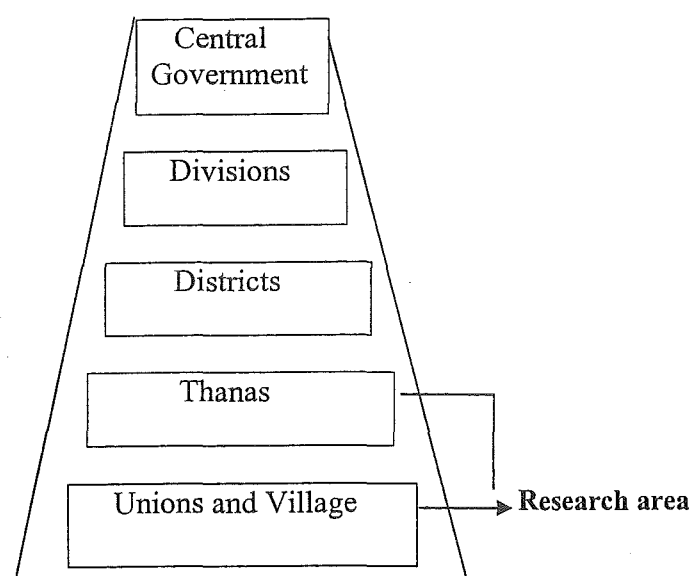 Central
Government
Divisions
Districts
Thanas
Unions and Village
Research area